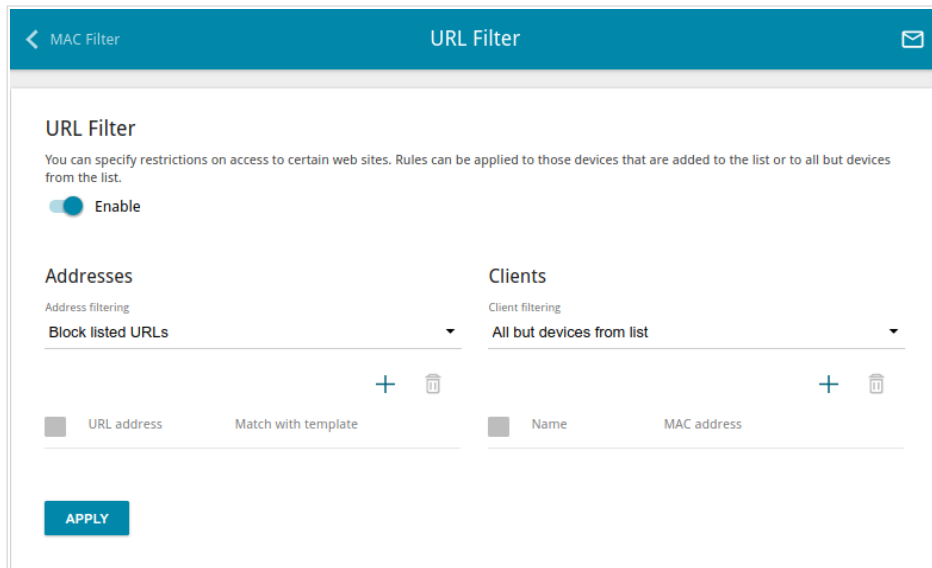 MAC Filter
URL Filter
URL Filter
You can specify restrictions on access to certain web sites. Rules can be applied to those devices that are added to the list or to all but devices
from the list.
Enable
Addresses
Address filtering
Block listed URLs
URL address Match with template
Clients
Client filtering
All but devices from list
Name MAC address
APPLY